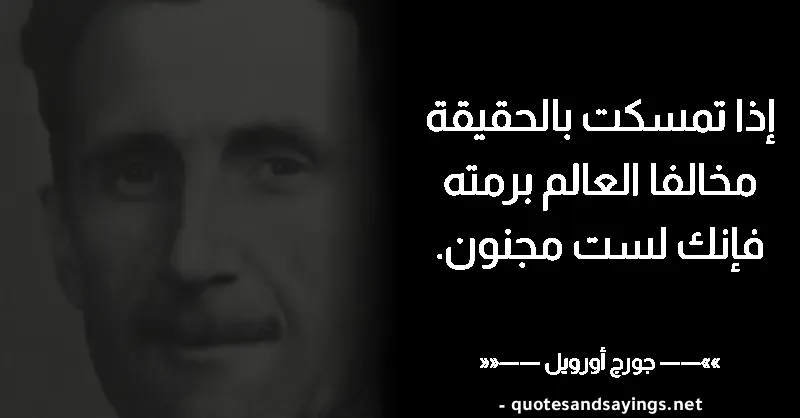 إذا تمسكت بالحقيقة
مخالفا العالم برمته
فإنك لست مجنون.
»»—— جورج أورويل ——««
- quotesandsayings.net